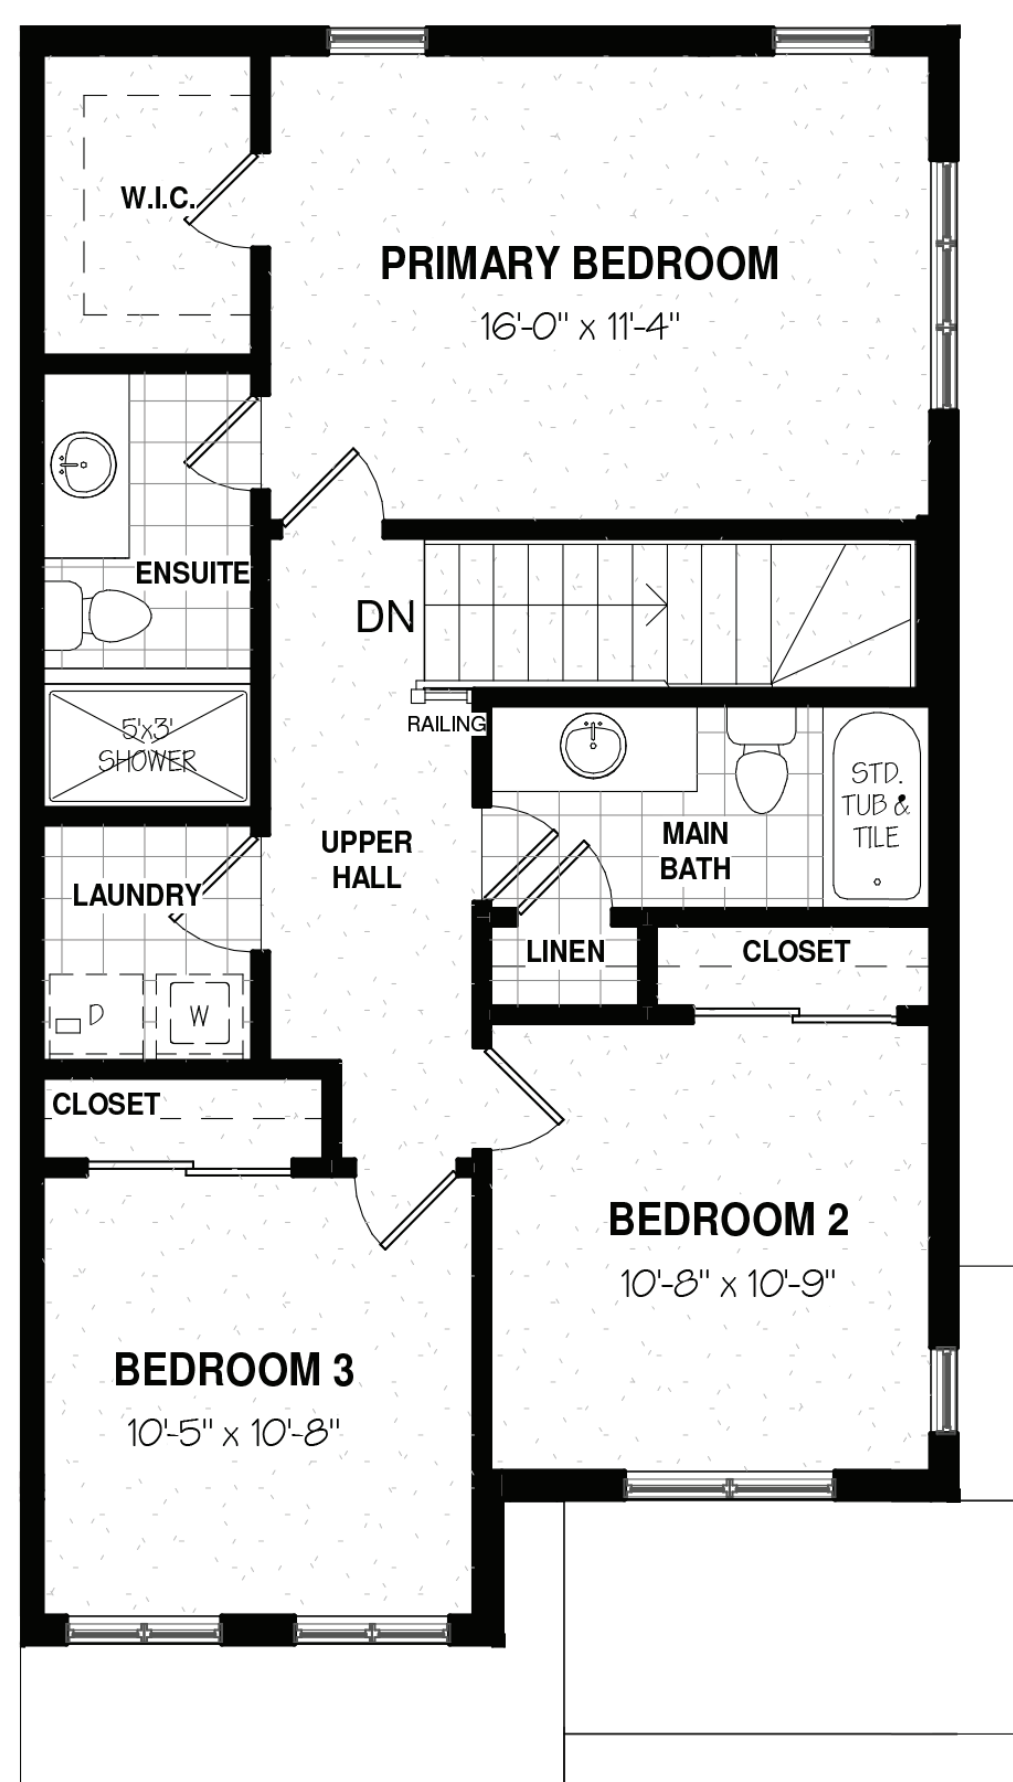 W.I.C.
PRIMARY BEDROOM
16'-0" x 11'-4"
ENSUITE
DN
5'x3'
SHOWER
RAILING
STD.
TUB &
TILE
UPPER
HALL
MAIN
BATH
LAUNDRY
LINEN
CLOSET
D
W
CLOSET
BEDROOM 2
10'-8" x 10'-9"
BEDROOM 3
10'-5" x 10'-8"